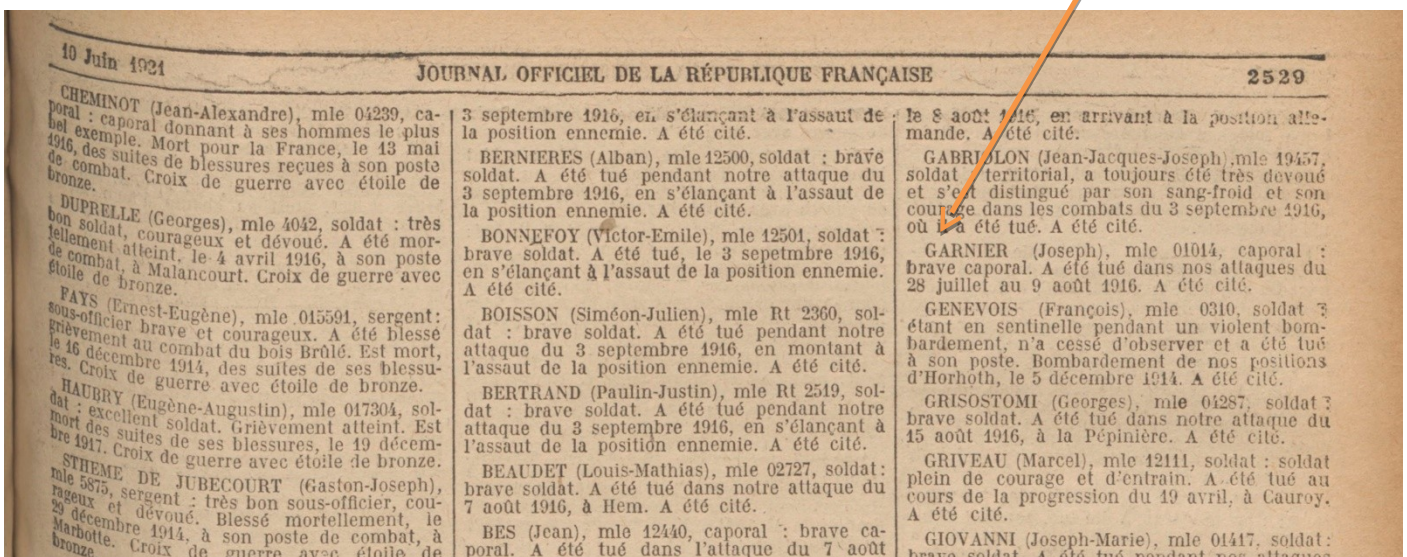 10 Juin 1921
JOURNAL OFFICIEL DE LA RÉPUBLIQUE FRANÇAISE
2529
CHEMINOT (Jean-Alexandre), mle 04239, ca-
poral : caporal donnant à ses hommes le plus
bel exemple. Mort pour la France, le 13 mai
1916, des suites de blessures reçues à son poste
de combat. Croix de guerre avec étoile de
bronze.
DUPRELLE (Georges), mle 4042, soldat : très
bon soldat, courageux et dévoué. A été mor-
tellement atteint, le 4 avril 1916, à son poste
de combat, à Malancourt. Croix de guerre avec
étoile de bronze.
FAYS (Ernest-Eugène), mle 015591, sergent :
sous-officier brave et courageux. A été blessé
grièvement au combat du bois Brûlé. Est mort,
le 16 décembre 1914, des suites de ses blessu-
res. Croix de guerre avec étoile de bronze.
HAUBRY (Eugène-Augustin), mle 017304, sol-
dat : excellent soldat. Grièvement atteint. Est
mort des suites de ses blessures, le 19 décem-
bre 1917. Croix de guerre avec étoile de bronze.
STHEME DE JUBECOURT (Gaston-Joseph),
mle 5875, sergent : très bon sous-officier, cou-
rageux et dévoué. Blessé mortellement, le
29 décembre 1914, à son poste de combat, à
Marbotte. Croix de guerre avec étoile de
bronze
3 septembre 1916, en s'élançant à l'assaut de
la position ennemie. A été cité.
BERNIERES (Alban), mle 12500, soldat : brave
soldat. A été tué pendant notre attaque du
3 septembre 1916, en s'élançant à l'assaut de
la position ennemie. A été cité.
BONNEFOY (Victor-Emile), mle 12501, soldat :
brave soldat. A été tué, le 3 sepetmbre 1916,
en s'élançant à l'assaut de la position ennemie.
A été cité.
BOISSON (Siméon-Julien), mle Rt 2360, sol-
dat : brave soldat. A été tué pendant notre
attaque du 3 septembre 1916, en montant à
l'assaut de la position ennemie. A été cité.
BERTRAND (Paulin-Justin), mle Rt 2519, sol-
dat : brave soldat. A été tué pendant notre
attaque du 3 septembre 1916, en s'élançant à
l'assaut de la position ennemie. A été cité.
BEAUDET (Louis-Mathias), mle 02727, soldat :
brave soldat. A été tué dans notre attaque du
7 août 1916, à Hem. A été cité.
BES (Jean), mle 12440, caporal : brave ca-
poral. A été tué dans l'attaque du 7 août
le 8 août 1916, en arrivant à la position alle-
mande. A été cité.
GABRIOLON (Jean-Jacques-Joseph), mle 19457,
soldat territorial, a toujours été très dévoué
et s'est distingué par son sang-froid et son
courage dans les combats du 3 septembre 1916,
où il a été tué. A été cité.
GARNIER (Joseph), mle 01014, caporal :
brave caporal. A été tué dans nos attaques du
28 juillet au 9 août 1916. A été cité.
GENEVOIS (François), mle 0310, soldat :
étant en sentinelle pendant un violent bom-
bardement, n'a cessé d'observer et a été tué
à son poste. Bombardement de nos positions
d'Horhoth, le 5 décembre 1914. A été cité.
GRISOSTOMI (Georges), mle 04287, soldat :
brave soldat. A été tué dans notre attaque du
15 août 1916, à la Pépinière. A été cité.
GRIVEAU (Marcel), mle 12111, soldat : soldat
plein de courage et d'entrain. A été tué au
cours de la progression du 19 avril, à Cauroy.
A été cité.
GIOVANNI (Joseph-Marie), mle 01417, soldat :
brave soldat. A été tué pendant nos attaques